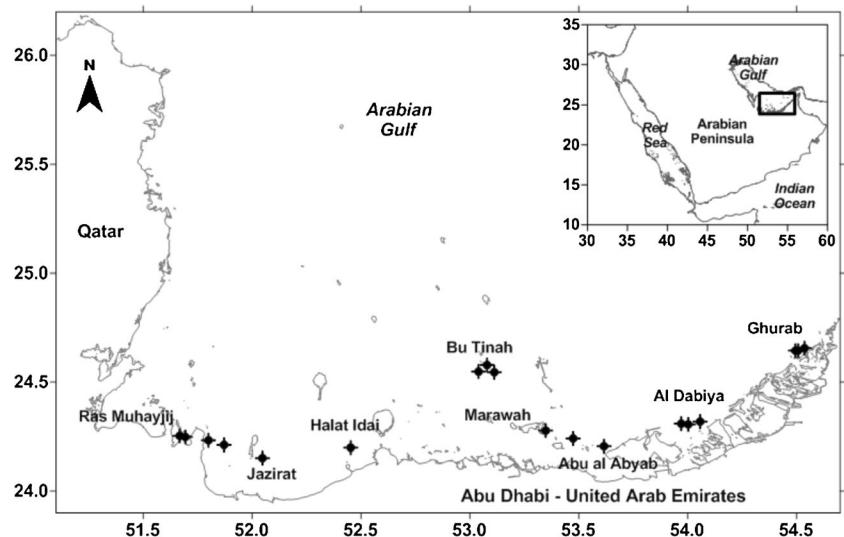 26.0
25.5
25.0
24.5
24.0
51.5
52.0
52.5
53.0
53.5
54.0
54.5
N
Arabian
Gulf
Qatar
Ras Muhayjij
Jazirat
Halat Idai
Bu Tinah
Marawah
Abu al Abyab
Al Dabiya
Ghurab
Abu Dhabi - United Arab Emirates
35
30
25
20
15
10
30
35
40
45
50
55
60
Arabian
Gulf
Red
Sea
Arabian
Peninsula
Indian
Ocean